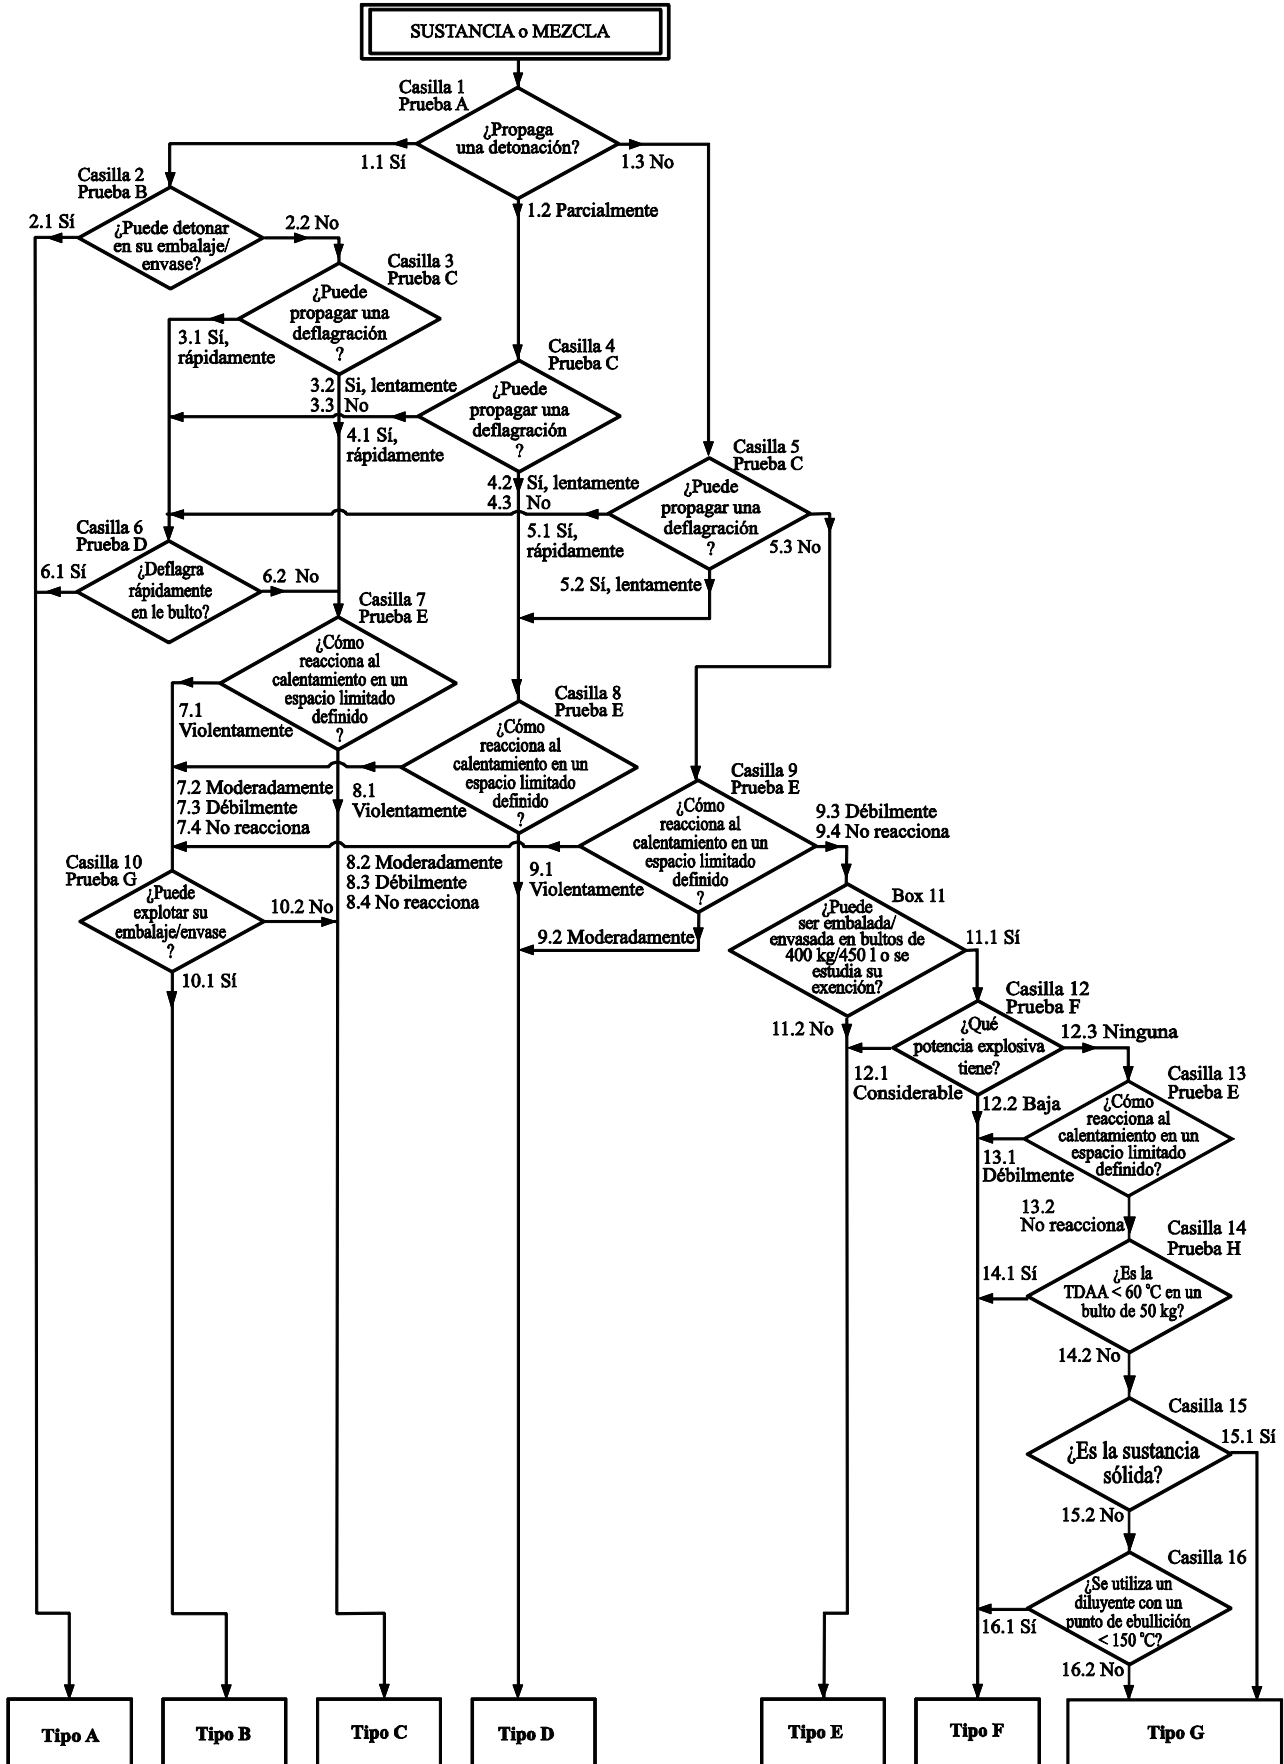 SUSTANCIA o MEZCLA
Casilla 1
Prueba A
¿Propaga
una detonación?
1.1 Sí
1.3 No
1.2 Parcialmente
Casilla 2
Prueba B
2.1 Sí
¿Puede detonar
en su embalaje/
envase?
2.2 No
Casilla 3
Prueba C
¿Puede
propagar una
deflagración
?
3.1 Sí,
rápidamente
3.2 Si, lentamente
3.3 No
Casilla 4
Prueba C
¿Puede
propagar una
deflagración
?
4.1 Sí,
rápidamente
4.2 Sí, lentamente
4.3 No
Casilla 5
Prueba C
¿Puede
propagar una
deflagración
?
5.1 Sí,
rápidamente
5.3 No
5.2 Sí, lentamente
Casilla 6
Prueba D
6.1 Sí
¿Deflagra
rápidamente
en le bulto?
6.2 No
Casilla 7
Prueba E
¿Cómo
reacciona al
calentamiento en un
espacio limitado
definido
?
7.1
Violentamente
7.2 Moderadamente
7.3 Débilmente
7.4 No reacciona
Casilla 8
Prueba E
¿Cómo
reacciona al
calentamiento en un
espacio limitado
definido
?
8.1
Violentamente
8.2 Moderadamente
8.3 Débilmente
8.4 No reacciona
Casilla 9
Prueba E
¿Cómo
reacciona al
calentamiento en un
espacio limitado
definido
?
9.3 Débilmente
9.4 No reacciona
9.1
Violentamente
9.2 Moderadamente
Casilla 10
Prueba G
¿Puede
explotar su
embalaje/envase
?
10.2 No
10.1 Sí
Box 11
¿Puede
ser embalada/
envasada en bultos de
400 kg/450 l o se
estudia su
exención?
11.1 Sí
11.2 No
Casilla 12
Prueba F
¿Qué
potencia explosiva
tiene?
12.3 Ninguna
12.1
Considerable
12.2 Baja
Casilla 13
Prueba E
¿Cómo
reacciona al
calentamiento en un
espacio limitado
definido?
13.1
Débilmente
13.2
No reacciona
Casilla 14
Prueba H
14.1 Sí
¿Es la
TDAA < 60 °C en un
bulto de 50 kg?
14.2 No
Casilla 15
15.1 Sí
¿Es la sustancia
sólida?
15.2 No
Casilla 16
¿Se utiliza un
diluyente con un
punto de ebullición
< 150 °C?
16.1 Sí
16.2 No
Tipo A
Tipo B
Tipo C
Tipo D
Tipo E
Tipo F
Tipo G